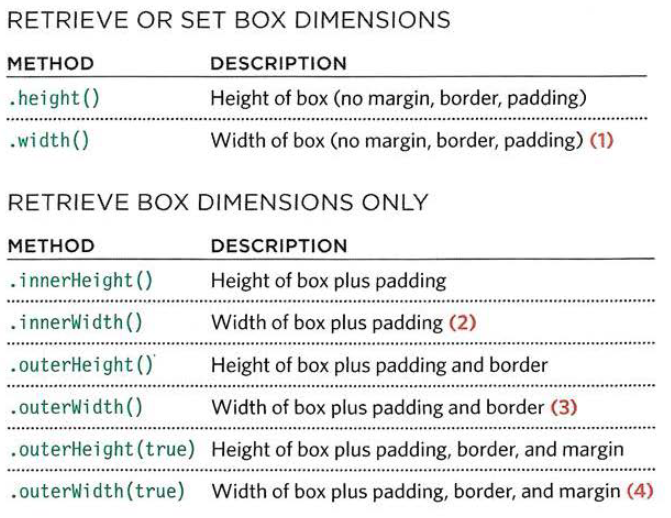 RETRIEVE OR SET BOX DIMENSIONS
METHOD DESCRIPTION
.height() Height of box (no margin, border, padding)
.width() Width of box (no margin, border, padding) (1)
RETRIEVE BOX DIMENSIONS ONLY
METHOD DESCRIPTION
.innerHeight() Height of box plus padding
.innerWidth() Width of box plus padding (2)
.outerHeight() Height of box plus padding and border
.outerWidth() Width of box plus padding and border (3)
.outerHeight(true) Height of box plus padding, border, and margin
.outerWidth(true) Width of box plus padding, border, and margin (4)